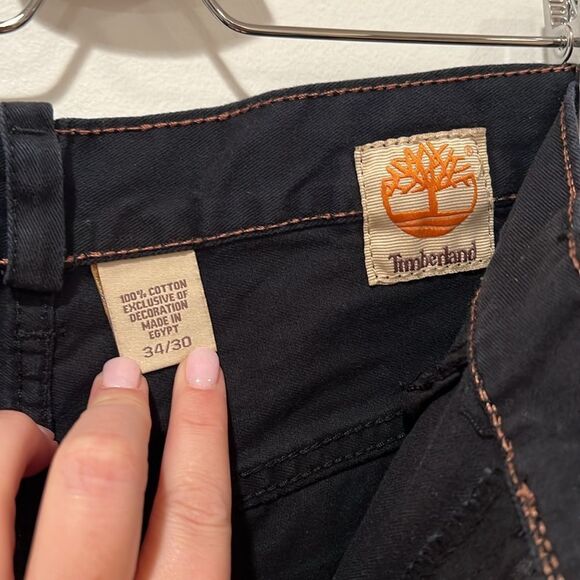 100% COTTON
EXCLUSIVE OF
DECORATION
MADE IN
EGYPT
34/30
®
Timberland